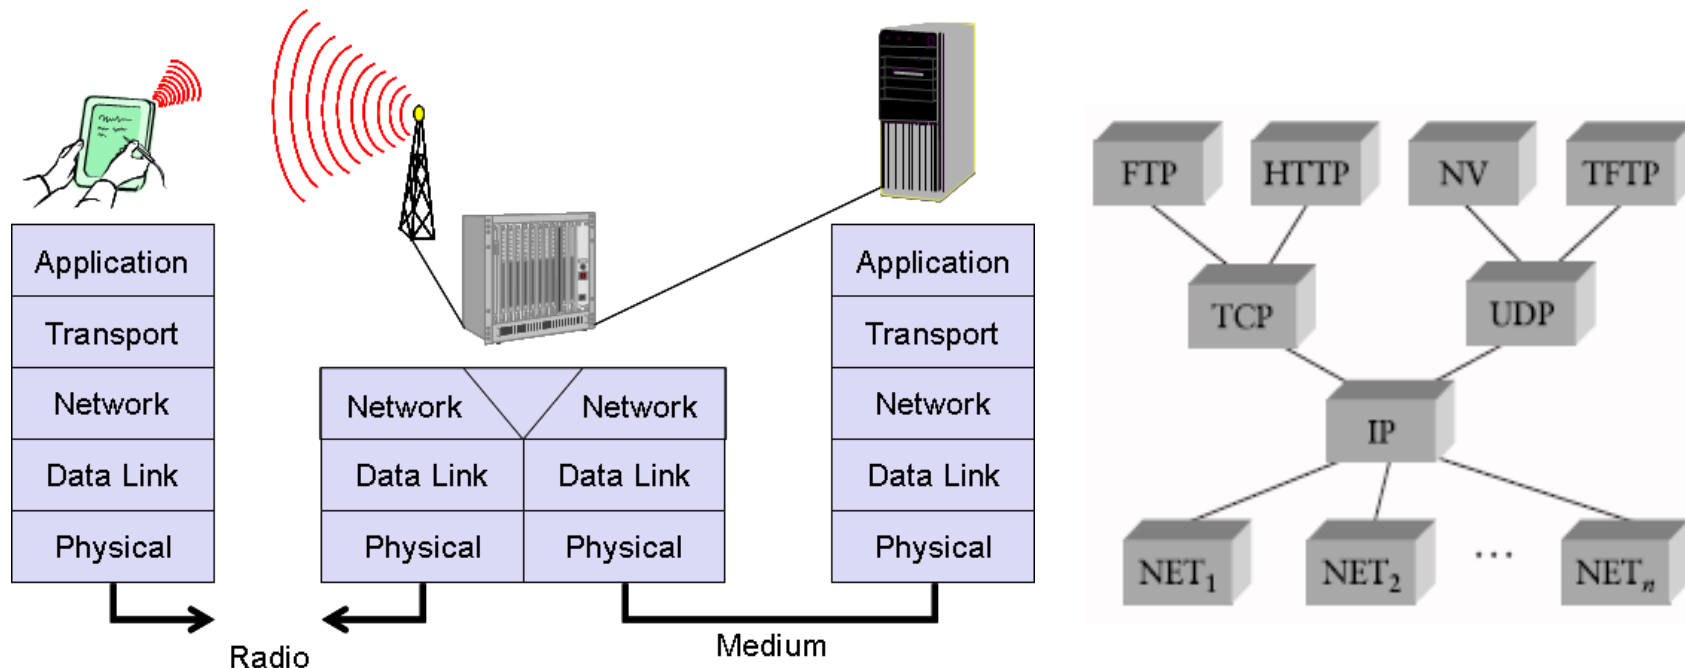 Application
Transport
Network
Data Link
Physical
Network Network
Data Link Data Link
Physical Physical
Application
Transport
Network
Data Link
Physical
Radio
Medium
FTP HTTP NV TFTP
TCP UDP
IP
NET1 NET2 ... NETn